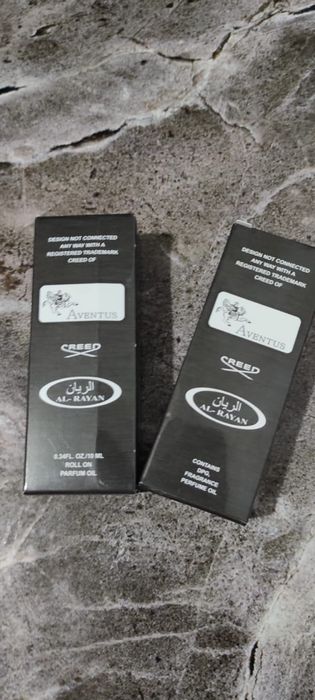 DESIGN NOT CONNECTED
ANY WAY WITH A
REGISTERED TRADEMARK
CREED OF
AVENTUS
CREED
الريان
AL-RAYAN
0.34FL. OZ/10 ML
ROLL ON
PARFUM OIL
DESIGN NOT CONNECTED
ANY WAY WITH A
REGISTERED TRADEMARK
CREED OF
AVENTUS
CREED
الريان
AL-RAYAN
CONTAINS
DPG,
FRAGRANCE
PERFUME OIL